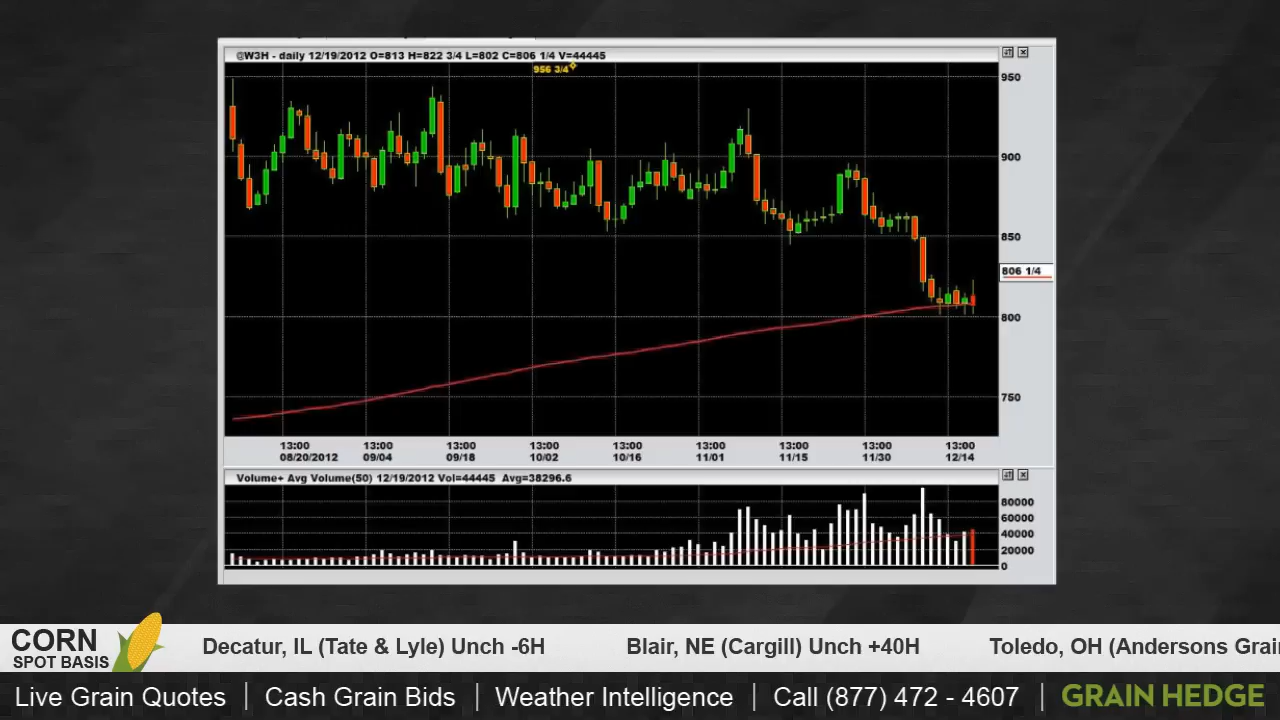 @W3H - daily 12/19/2012 O=813 H=822 3/4 L=802 C=806 1/4 V=44445
956 3/4
950
900
850
806 1/4
800
750
13:00 13:00 13:00 13:00 13:00 13:00 13:00 13:00 13:00
08/20/2012 09/04 09/18 10/02 10/16 11/01 11/15 11/30 12/14
Volume+ Avg Volume(50) 12/19/2012 Vol=44445 Avg=38296.6
80000
60000
40000
20000
0
CORN
SPOT BASIS
Decatur, IL (Tate & Lyle) Unch -6H Blair, NE (Cargill) Unch +40H Toledo, OH (Andersons Grai
Live Grain Quotes | Cash Grain Bids | Weather Intelligence | Call (877) 472 - 4607 | GRAIN HEDGE